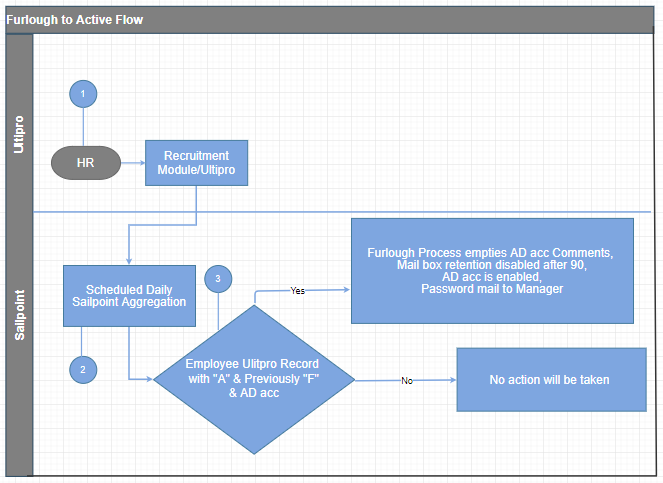 Furlough to Active Flow
Ultipro
1
HR
Recruitment
Module/Ultipro
Sailpoint
Scheduled Daily
Sailpoint Aggregation
2
3
Employee Ulitpro Record
with "A" & Previously "F"
& AD acc
Yes
Furlough Process empties AD acc Comments,
Mail box retention disabled after 90,
AD acc is enabled,
Password mail to Manager
No
No action will be taken